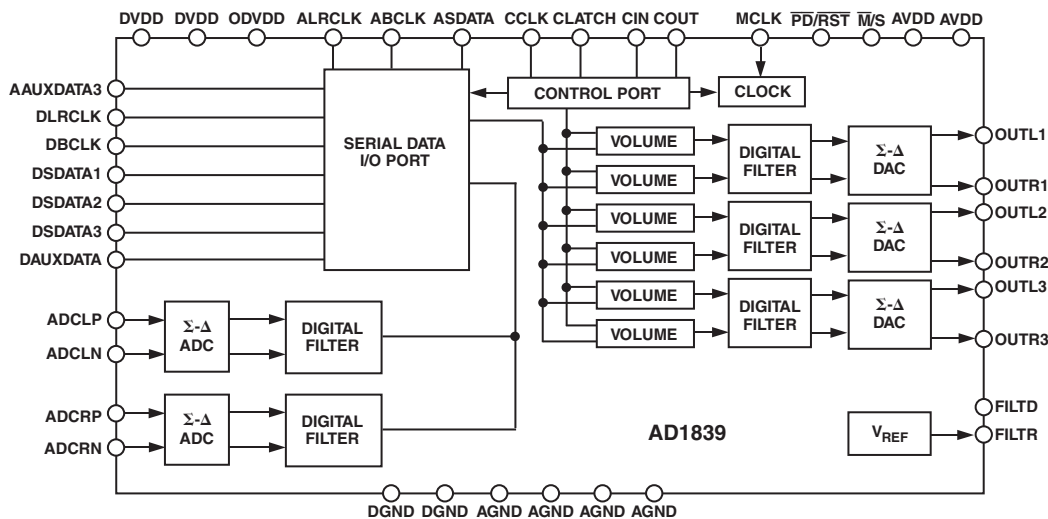 DVDD DVDD ODVDD ALRCLK ABCLK ASDATA CCLK CLATCH CIN COUT MCLK PD/RST M/S AVDD AVDD
AAUXDATA3
DLRCLK
DBCLK
DSDATA1
DSDATA2
DSDATA3
DAUXDATA
ADCLP
ADCLN
ADCRP
ADCRN
SERIAL DATA
I/O PORT
CONTROL PORT
CLOCK
VOLUME
VOLUME
VOLUME
VOLUME
VOLUME
VOLUME
DIGITAL
FILTER
DIGITAL
FILTER
DIGITAL
FILTER
Σ-Δ
DAC
Σ-Δ
DAC
Σ-Δ
DAC
OUTL1
OUTR1
OUTL2
OUTR2
OUTL3
OUTR3
Σ-Δ
ADC
DIGITAL
FILTER
Σ-Δ
ADC
DIGITAL
FILTER
AD1839
VREF
FILTD
FILTR
DGND DGND AGND AGND AGND AGND